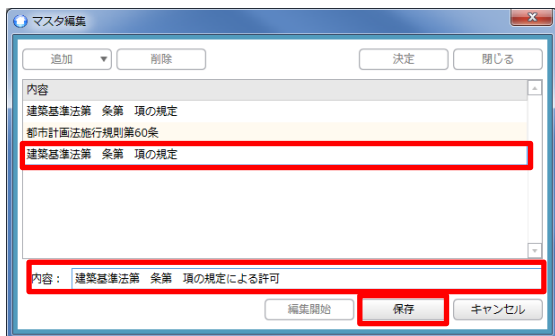 マスタ編集
追加 ▼ 削除 決定 閉じる
内容
建築基準法第　条第　項の規定
都市計画法施行規則第60条
建築基準法第　条第　項の規定
内容： 建築基準法第　条第　項の規定による許可
編集開始 保存 キャンセル